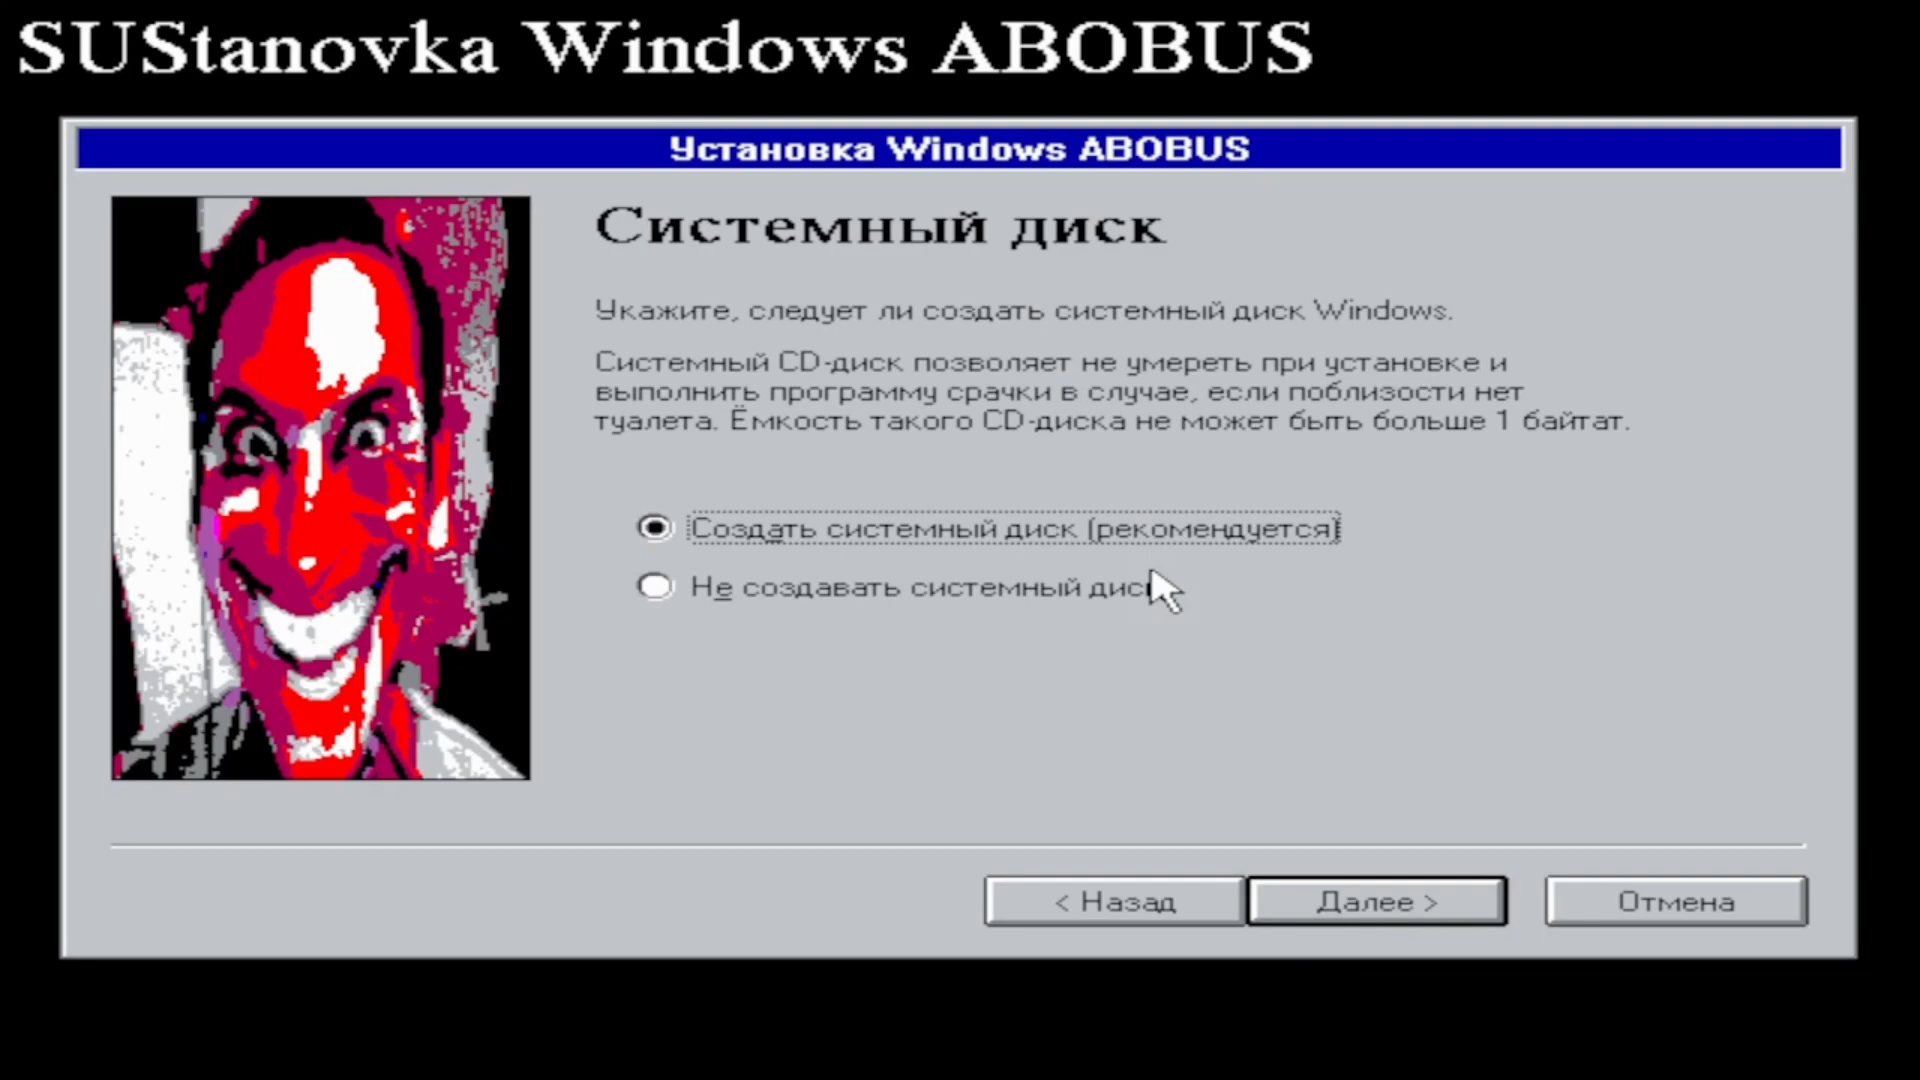 SUStanovka Windows ABOBUS
Установка Windows ABOBUS
Системный диск
Укажите, следует ли создать системный диск Windows.
Системный CD-диск позволяет не умереть при установке и
выполнить программу срачки в случае, если поблизости нет
туалета. Ёмкость такого CD-диска не может быть больше 1 байтат.
Создать системный диск (рекомендуется)
Не создавать системный диск
< Назад
Далее >
Отмена